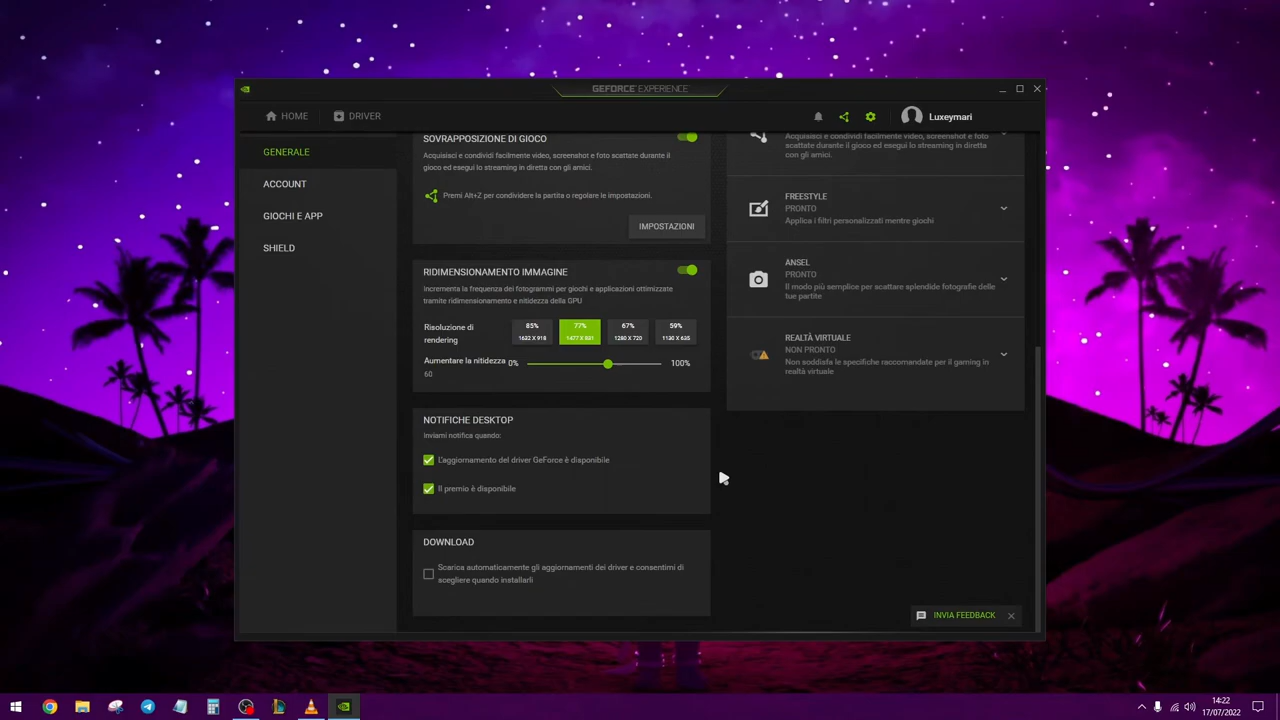 GEFORCE EXPERIENCE
HOME
DRIVER
Luxeymari
GENERALE
ACCOUNT
GIOCHI E APP
SHIELD
SOVRAPPOSIZIONE DI GIOCO
Acquisiaci e condividi facilmente video, screenshot e foto scattate durante il
gioco ed esegui lo streaming in diretta con gli amici.
Premi Alt+Z per condividere la partita o regolare le impostazioni.
IMPOSTAZIONI
RIDIMENSIONAMENTO IMMAGINE
Incrementa la frequenza dei fotogrammi per giochi e applicazioni ottimizzate
tramite ridimensionamento e nitidezza della GPU
Risoluzione di
rendering
85%
1632 X 918
77%
1477 X 831
67%
1280 X 720
59%
1130 X 635
Aumentare la nitidezza
60
0%
100%
NOTIFICHE DESKTOP
Inviami notifica quando:
L'aggiornamento del driver GeForce è disponibile
Il premio è disponibile
DOWNLOAD
Scarica automaticamente gli aggiornamenti dei driver e consentimi di
scegliere quando installarli
Acquisiaci e condividi facilmente video, screenshot e foto
scattate durante il gioco ed esegui lo streaming in diretta
con gli amici.
FREESTYLE
PRONTO
Applica i filtri personalizzati mentre giochi
ANSEL
PRONTO
Il modo più semplice per scattare splendide fotografie delle
tue partite
REALTÀ VIRTUALE
NON PRONTO
Non soddisfa le specifiche raccomandate per il gaming in
realtà virtuale
INVIA FEEDBACK
14:22
17/07/2022